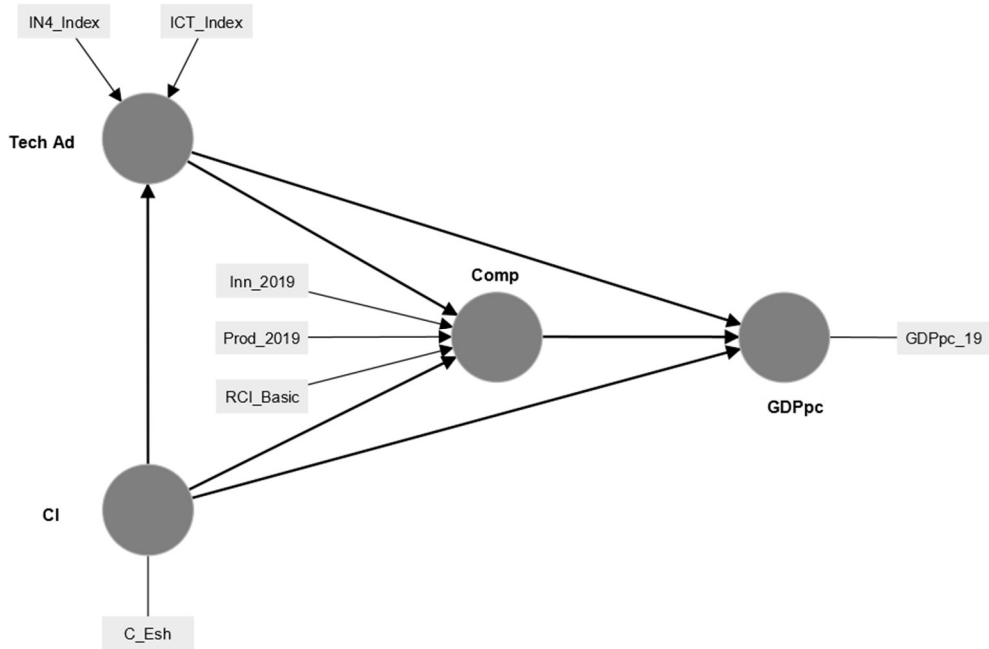 IN4_Index
ICT_Index
Tech Ad
Inn_2019
Comp
Prod_2019
GDPpc_19
RCI_Basic
GDPpc
CI
C_Esh